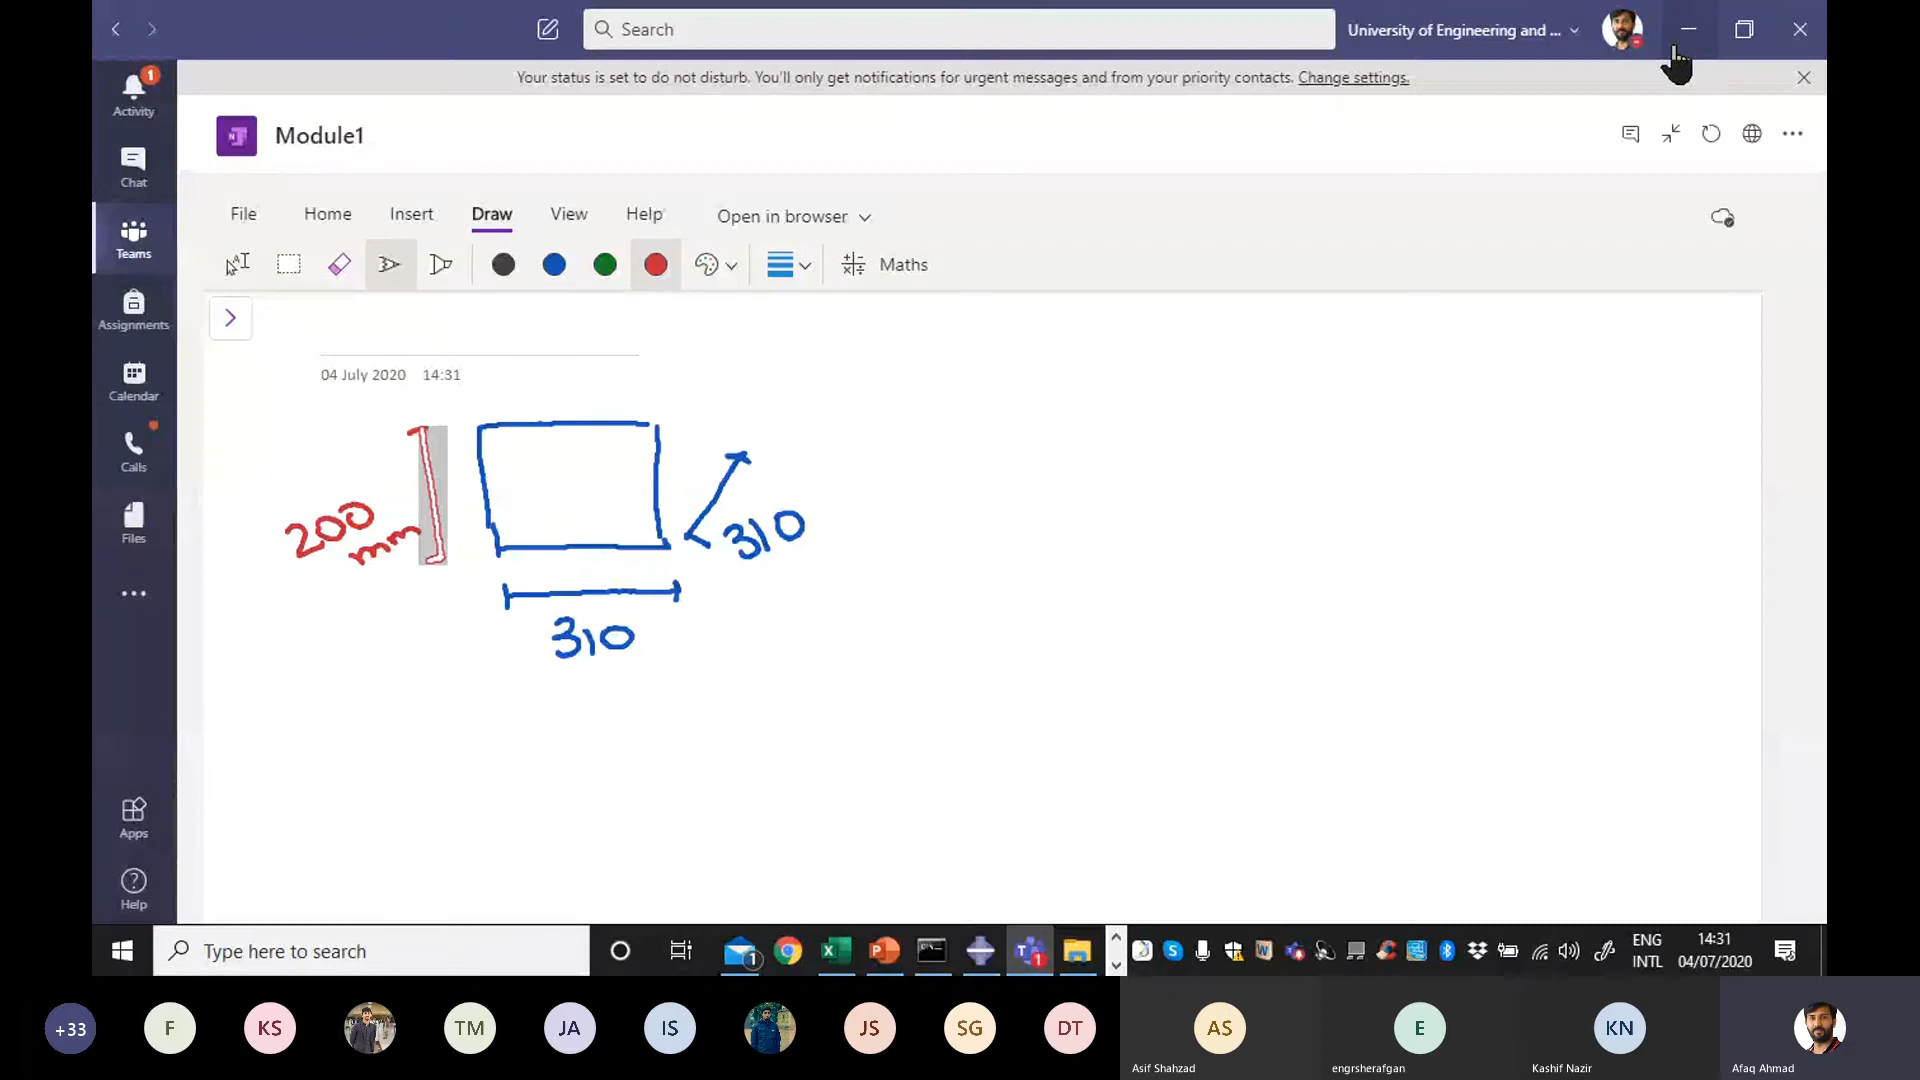 Search
University of Engineering and ...
Your status is set to do not disturb. You'll only get notifications for urgent messages and from your priority contacts. Change settings.
1
Activity
Chat
Teams
Assignments
Calendar
Calls
Files
Apps
Help
N
Module1
File Home Insert Draw View Help Open in browser
Maths
04 July 2020 14:31
200
mm
310
310
Type here to search
1
1
ENG
INTL
14:31
04/07/2020
+33
F
KS
TM
JA
IS
JS
SG
DT
AS
E
KN
Asif Shahzad
engrsherafgan
Kashif Nazir
Afaq Ahmad